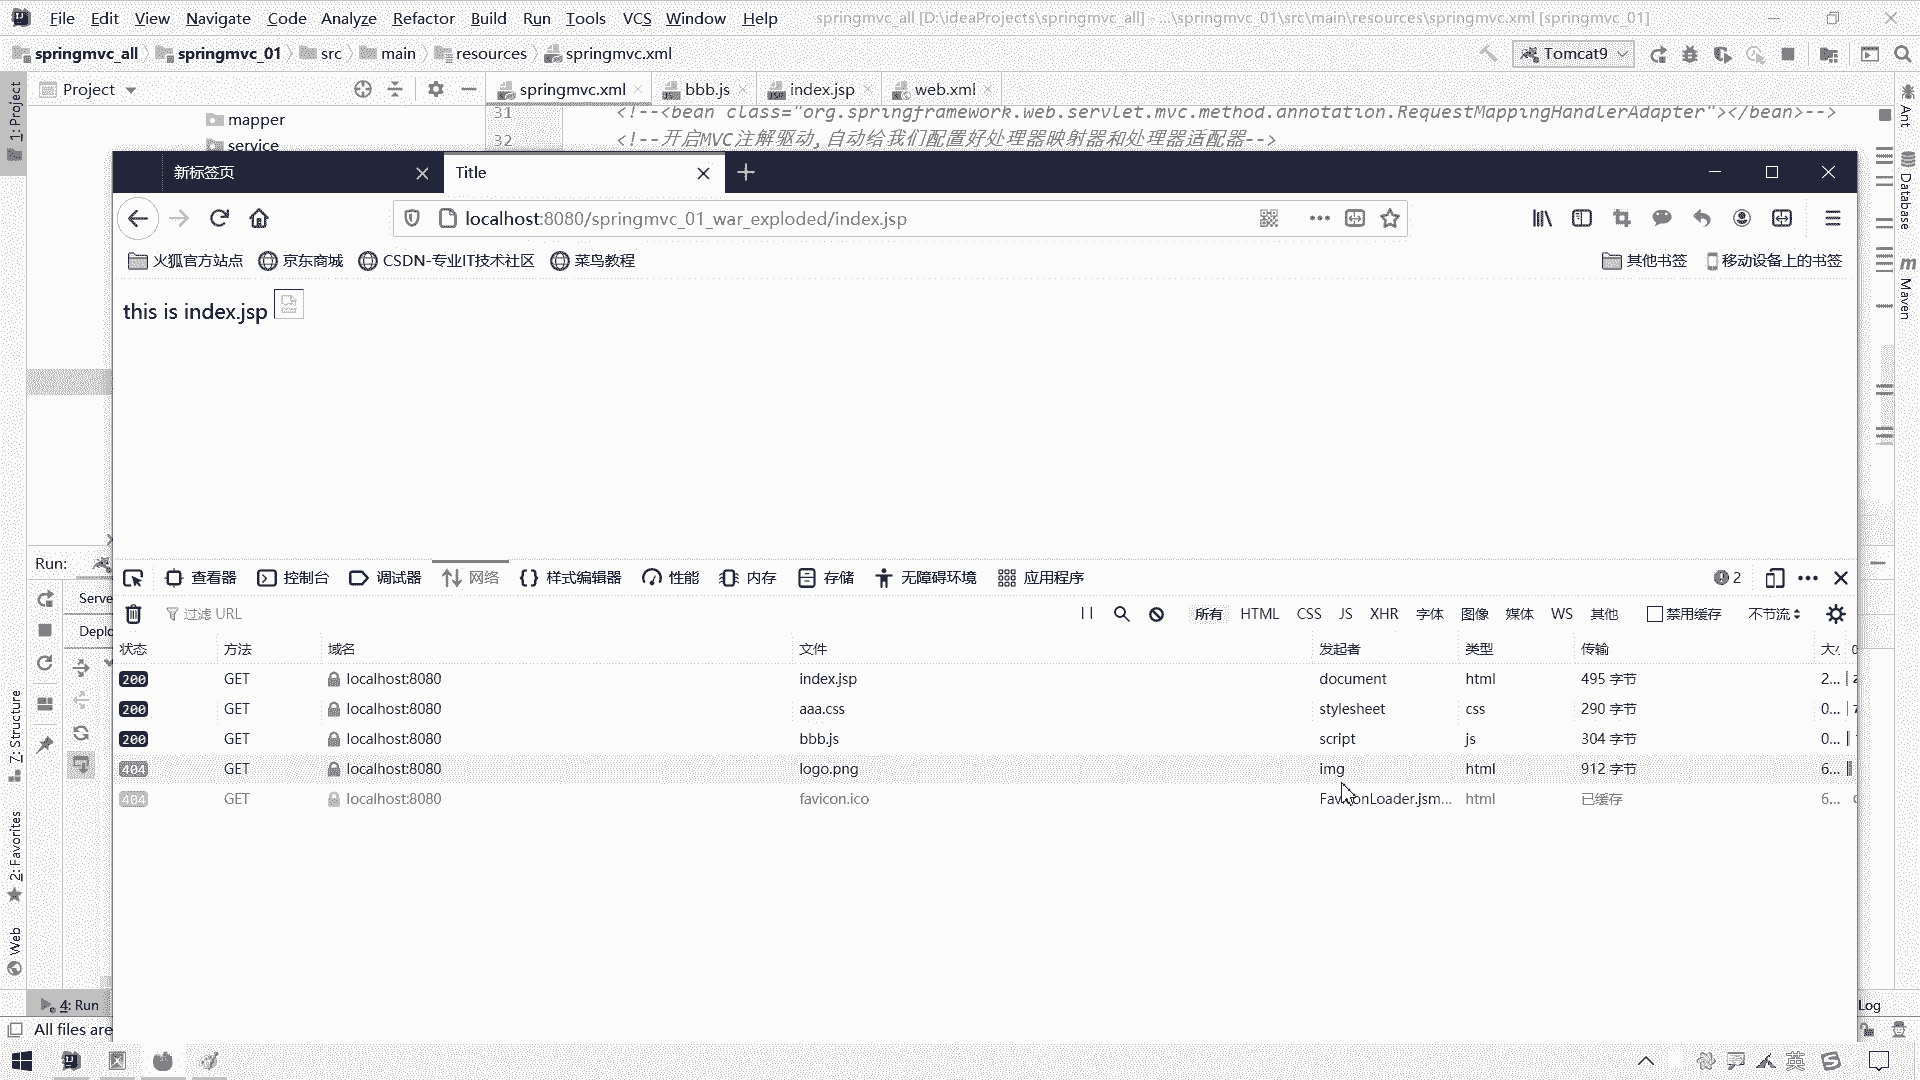 File Edit View Navigate Code Analyze Refactor Build Run Tools VCS Window Help springmvc_all [D:\ideaProjects\springmvc_all] - ...\springmvc_01\src\main\resources\springmvc.xml [springmvc_01]
springmvc_all springmvc_01 src main resources springmvc.xml Tomcat9
1: Project
Project
springmvc.xml bbb.js index.jsp web.xml
mapper
service
31 <!--<bean class="org.springframework.web.servlet.mvc.method.annotation.RequestMappingHandlerAdapter"></bean>-->
32 <!--开启MVC注解驱动,自动给我们配置好处理器映射器和处理器适配器-->
Ant
Database
Maven
新标签页 Title
localhost:8080/springmvc_01_war_exploded/index.jsp
火狐官方站点 京东商城 CSDN-专业IT技术社区 菜鸟教程 其他书签 移动设备上的书签
this is index.jsp
Run:
Serve
Deplo
查看器 控制台 调试器 网络 样式编辑器 性能 内存 存储 无障碍环境 应用程序 2
过滤 URL 所有 HTML CSS JS XHR 字体 图像 媒体 WS 其他 禁用缓存 不节流
状态 方法 域名 文件 发起者 类型 传输
200 GET localhost:8080 index.jsp document html 495 字节 2...
200 GET localhost:8080 aaa.css stylesheet css 290 字节 0...
200 GET localhost:8080 bbb.js script js 304 字节 0...
404 GET localhost:8080 logo.png img html 912 字节 6...
404 GET localhost:8080 favicon.ico FaviconLoader.jsm... html 已缓存 6...
7: Structure
2: Favorites
Web
4: Run
Log
All files are
英